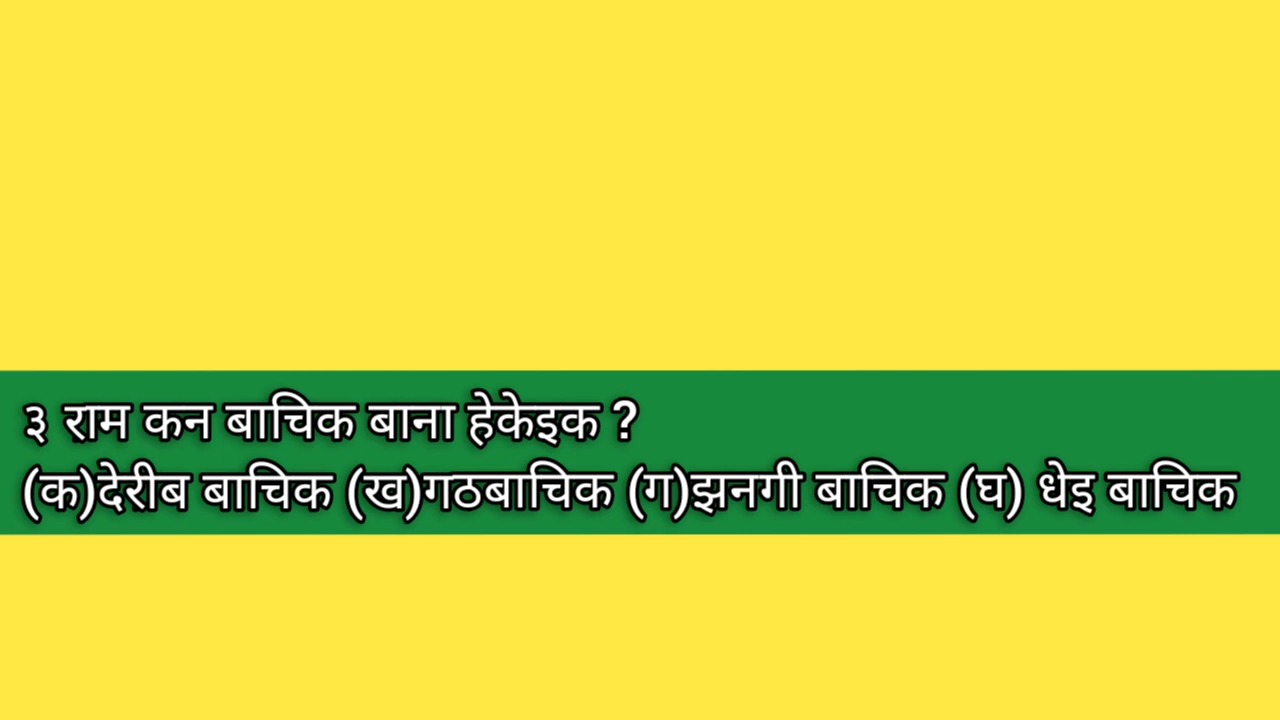 ३ राम कन बाचिक बाना हेकेइक ?
(क)देरीब बाचिक (ख)गठबाचिक (ग)झनगी बाचिक (घ) धेइ बाचिक